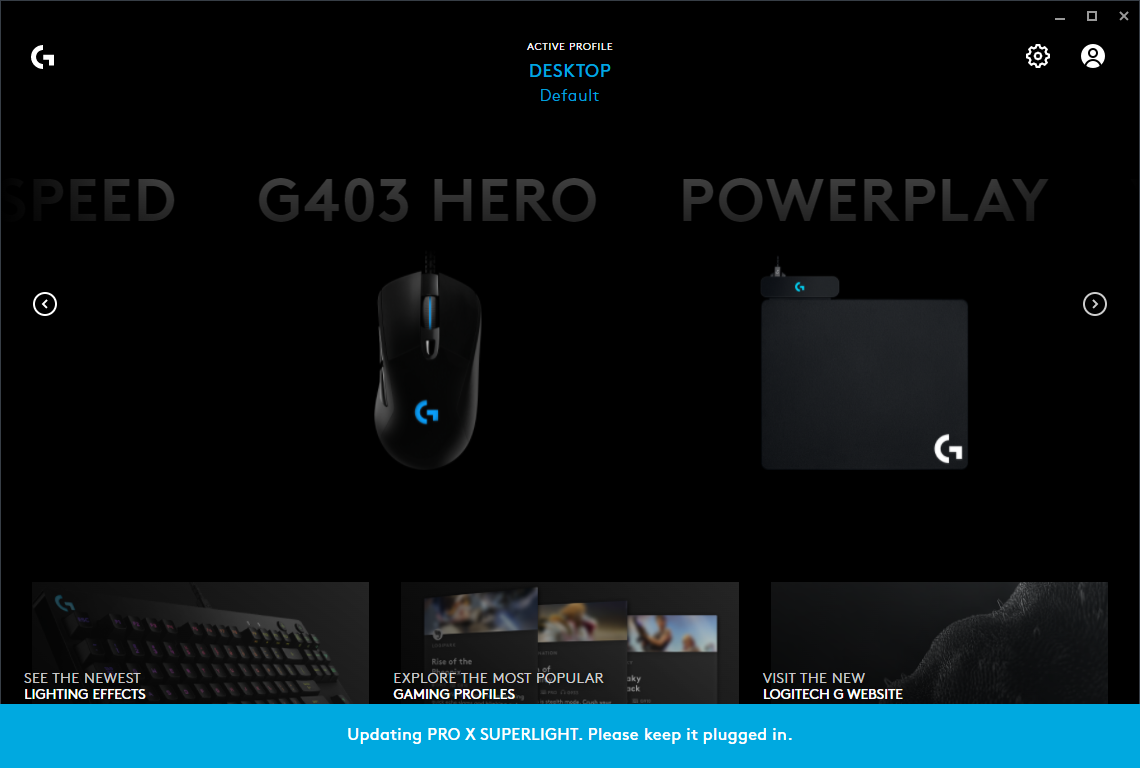 ACTIVE PROFILE
DESKTOP
Default
SPEED
G403 HERO
POWERPLAY
Rise of the
SEE THE NEWEST
LIGHTING EFFECTS
EXPLORE THE MOST POPULAR
GAMING PROFILES
VISIT THE NEW
LOGITECH G WEBSITE
Updating PRO X SUPERLIGHT. Please keep it plugged in.